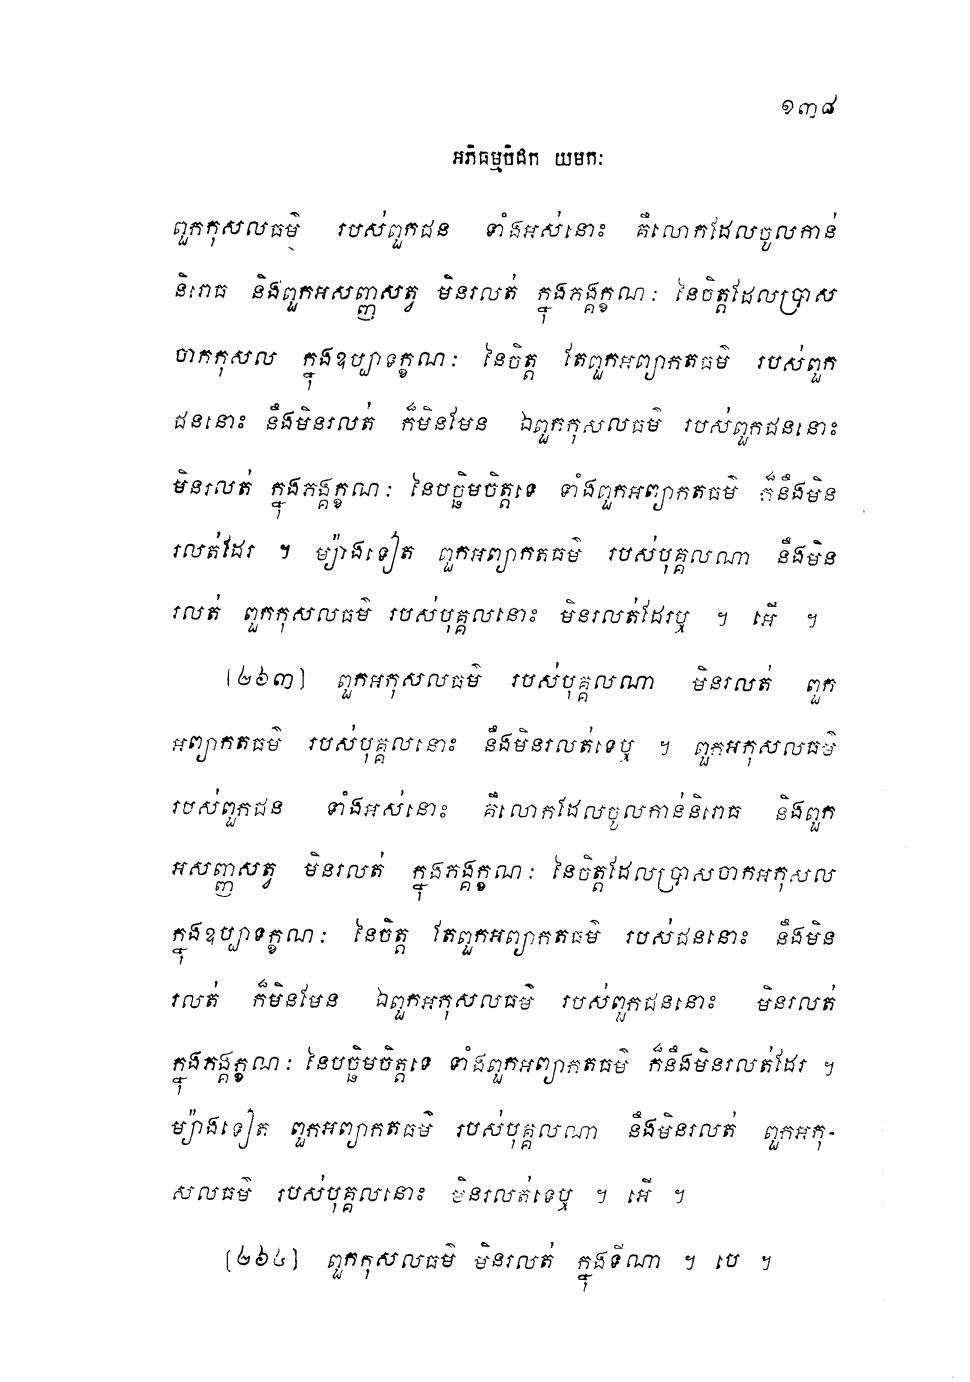 ១៣៨
អភិធម្មបិដក យមកៈ
ពួកកុសលធម៌ របស់ពួកជន ទាំងអស់នោះ គឺលោកដែលចូលកាន់
និរោធ និងពួកអសញ្ញសត្វ មិនរលត់ ក្នុងភង្គក្ខណៈ នៃចិត្តដែលប្រាស
ចាកកុសល ក្នុងឧប្បាទក្ខណៈ នៃចិត្ត តែពួកអព្យាកតធម៌ របស់ពួក
ជននោះ នឹងមិនរលត់ ក៏មិនមែន ឯពួកកុសលធម៌ របស់ពួកជននោះ
មិនរលត់ ក្នុងភង្គក្ខណៈ នៃបច្ឆិមចិត្តទេ ទាំងពួកអព្យាកតធម៌ ក៏នឹងមិន
រលត់ដែរ ។ ម្យ៉ាងទៀត ពួកអព្យាកតធម៌ របស់បុគ្គលណា នឹងមិន
រលត់ ពួកកុសលធម៌ របស់បុគ្គលនោះ មិនរលត់ដែរឬ ។ អើ ។
[២៦៣] ពួកអកុសលធម៌ របស់បុគ្គលណា មិនរលត់ ពួក
អព្យាកតធម៌ របស់បុគ្គលនោះ នឹងមិនរលត់ទេឬ ។ ពួកអកុសលធម៌
របស់ពួកជន ទាំងអស់នោះ គឺលោកដែលចូលកាន់និរោធ និងពួក
អសញ្ញសត្វ មិនរលត់ ក្នុងភង្គក្ខណៈ នៃចិត្តដែលប្រាសចាកអកុសល
ក្នុងឧប្បាទក្ខណៈ នៃចិត្ត តែពួកអព្យាកតធម៌ របស់ជននោះ នឹងមិន
រលត់ ក៏មិនមែន ឯពួកអកុសលធម៌ របស់ពួកជននោះ មិនរលត់
ក្នុងភង្គក្ខណៈ នៃបច្ឆិមចិត្តទេ ទាំងពួកអព្យាកតធម៌ ក៏នឹងមិនរលត់ដែរ ។
ម្យ៉ាងទៀត ពួកអព្យាកតធម៌ របស់បុគ្គលណា នឹងមិនរលត់ ពួកអកុ-
សលធម៌ របស់បុគ្គលនោះ មិនរលត់ទេឬ ។ អើ ។
[២៦៤] ពួកកុសលធម៌ មិនរលត់ ក្នុងទីណា ។ បេ ។